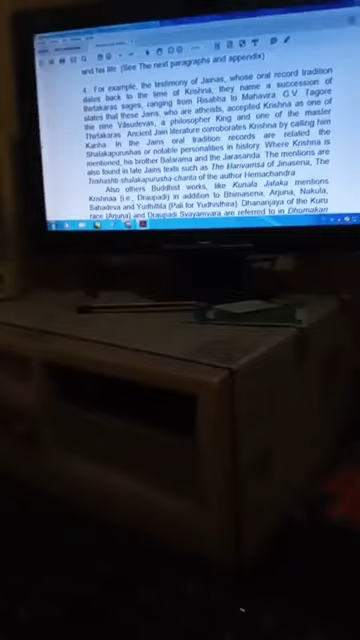 and his life (See The next paragraphs and appendix)
4. For example, the testimony of Jainas, whose oral record tradition
dates back to the time of Krishna, they name a succession of
thirtakaras sages, ranging from Risabha to Mahavira. G.V. Tagore
states that these Jains, who are atheists, accepted Krishna as one of
the nine Vāsudevas, a philosopher King and one of the master
Thirtakaras. Ancient Jain literature corroborates Krishna by calling him
Kanha. In the Jains oral tradition records are related the
Shalakapurushas or notable personalities in history. Where Krishna is
mentioned, his brother Balarama and the Jarasanda. The mentions are
also found in late Jains texts such as The Harivamsa of Jinasena, The
Trishashti-shalakapurusha-charita of the author Hemachandra
Also others Buddhist works, like Kunala Jataka mentions
Krishnaa (i.e., Draupadi) in addition to Bhimasena, Arjuna, Nakula,
Sahadeva and Yudhittila (Pali for Yudhisthira). Dhananjaya of the Kuru
race (Arjuna) and Draupadi Svayamvara are referred to in Dhumakari